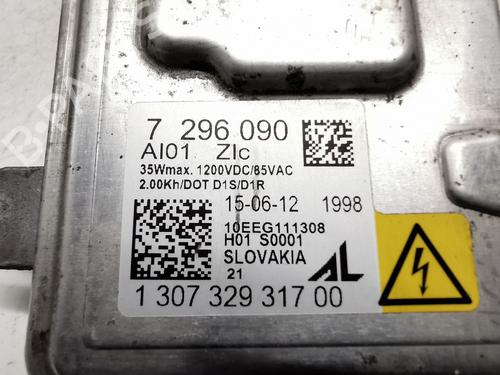 7 296 090
AI01 ZIc
35Wmax. 1200VDC/85VAC
2.00Kh/DOT D1S/D1R
15-06-12 1998
10EEG111308
H01 S0001
SLOVAKIA
21 AL
1 307 329 317 00